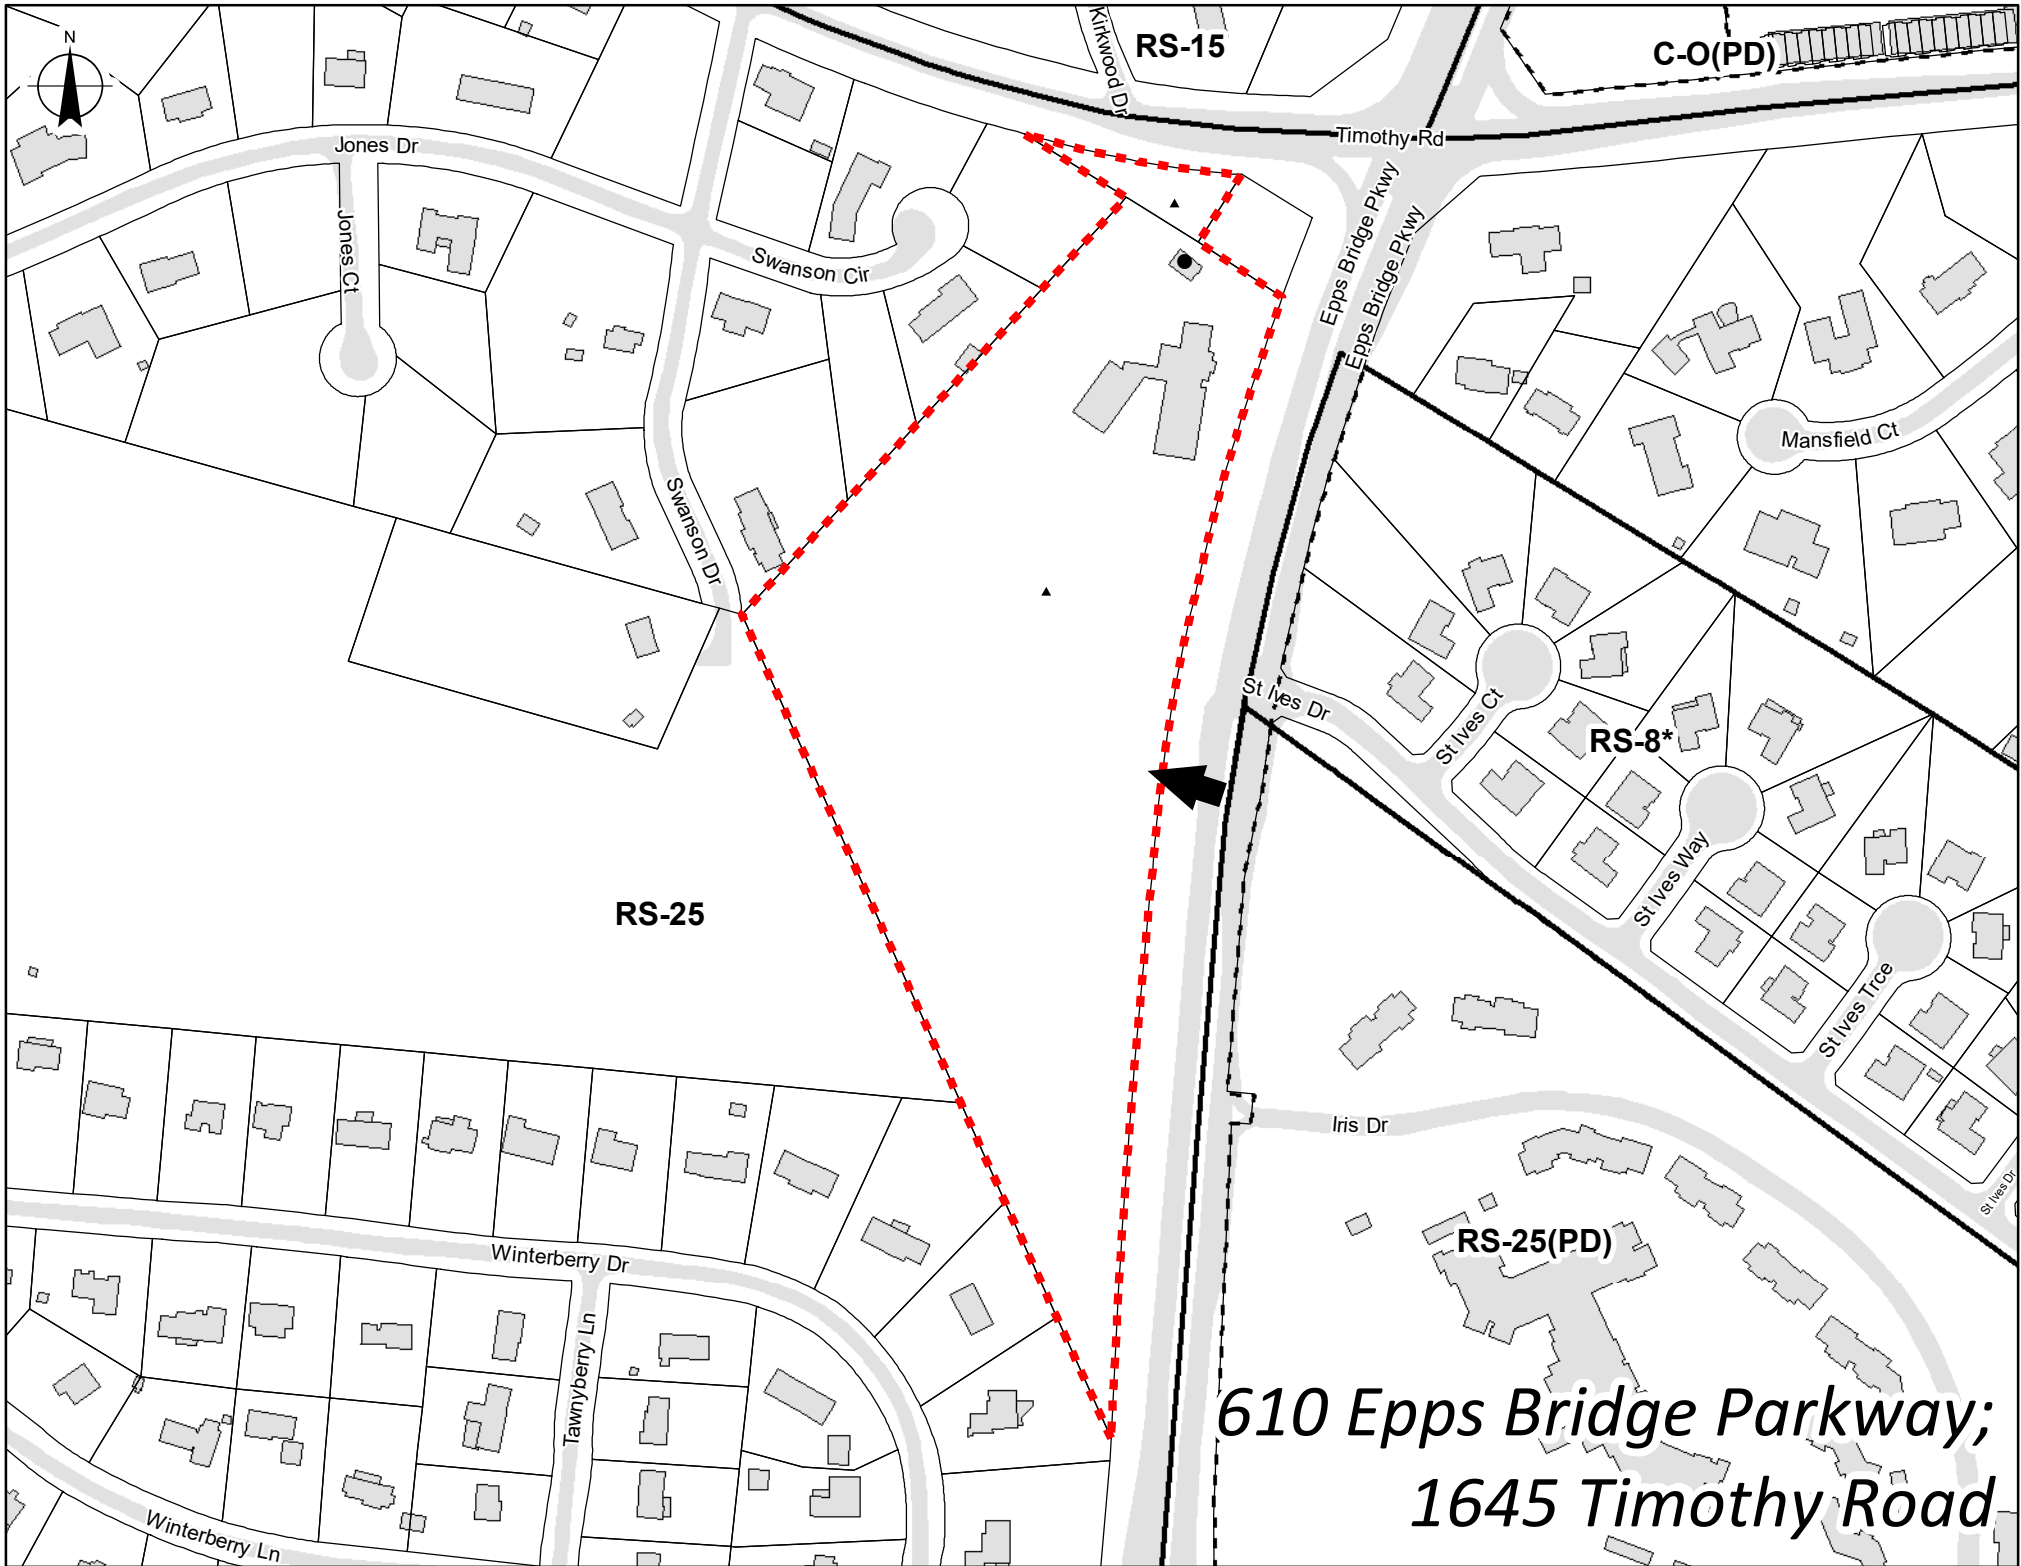 N
Kirkwood Dr
RS-15
C-O(PD)
Timothy Rd
Jones Dr
Jones Ct
Swanson Cir
Epps Bridge Pkwy
Epps Bridge Pkwy
Mansfield Ct
Swanson Dr
St Ives Dr
St Ives Ct
RS-8*
St Ives Way
RS-25
St Ives Trce
Iris Dr
St Ives Dr
RS-25(PD)
Winterberry Dr
Tawnyberry Ln
Winterberry Ln
610 Epps Bridge Parkway;
1645 Timothy Road